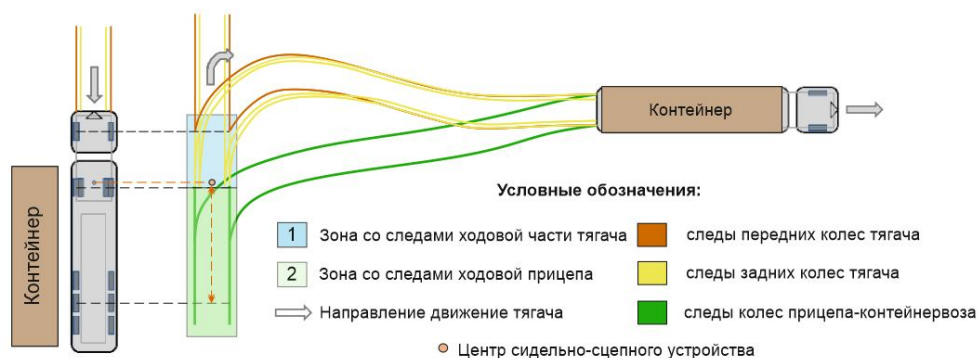 Контейнер
Контейнер
Условные обозначения:
1 Зона со следами ходовой части тягача
следы передних колес тягача
2 Зона со следами ходовой прицепа
следы задних колес тягача
Направление движение тягача
следы колес прицепа-контейнервоза
Центр сидельно-сцепного устройства